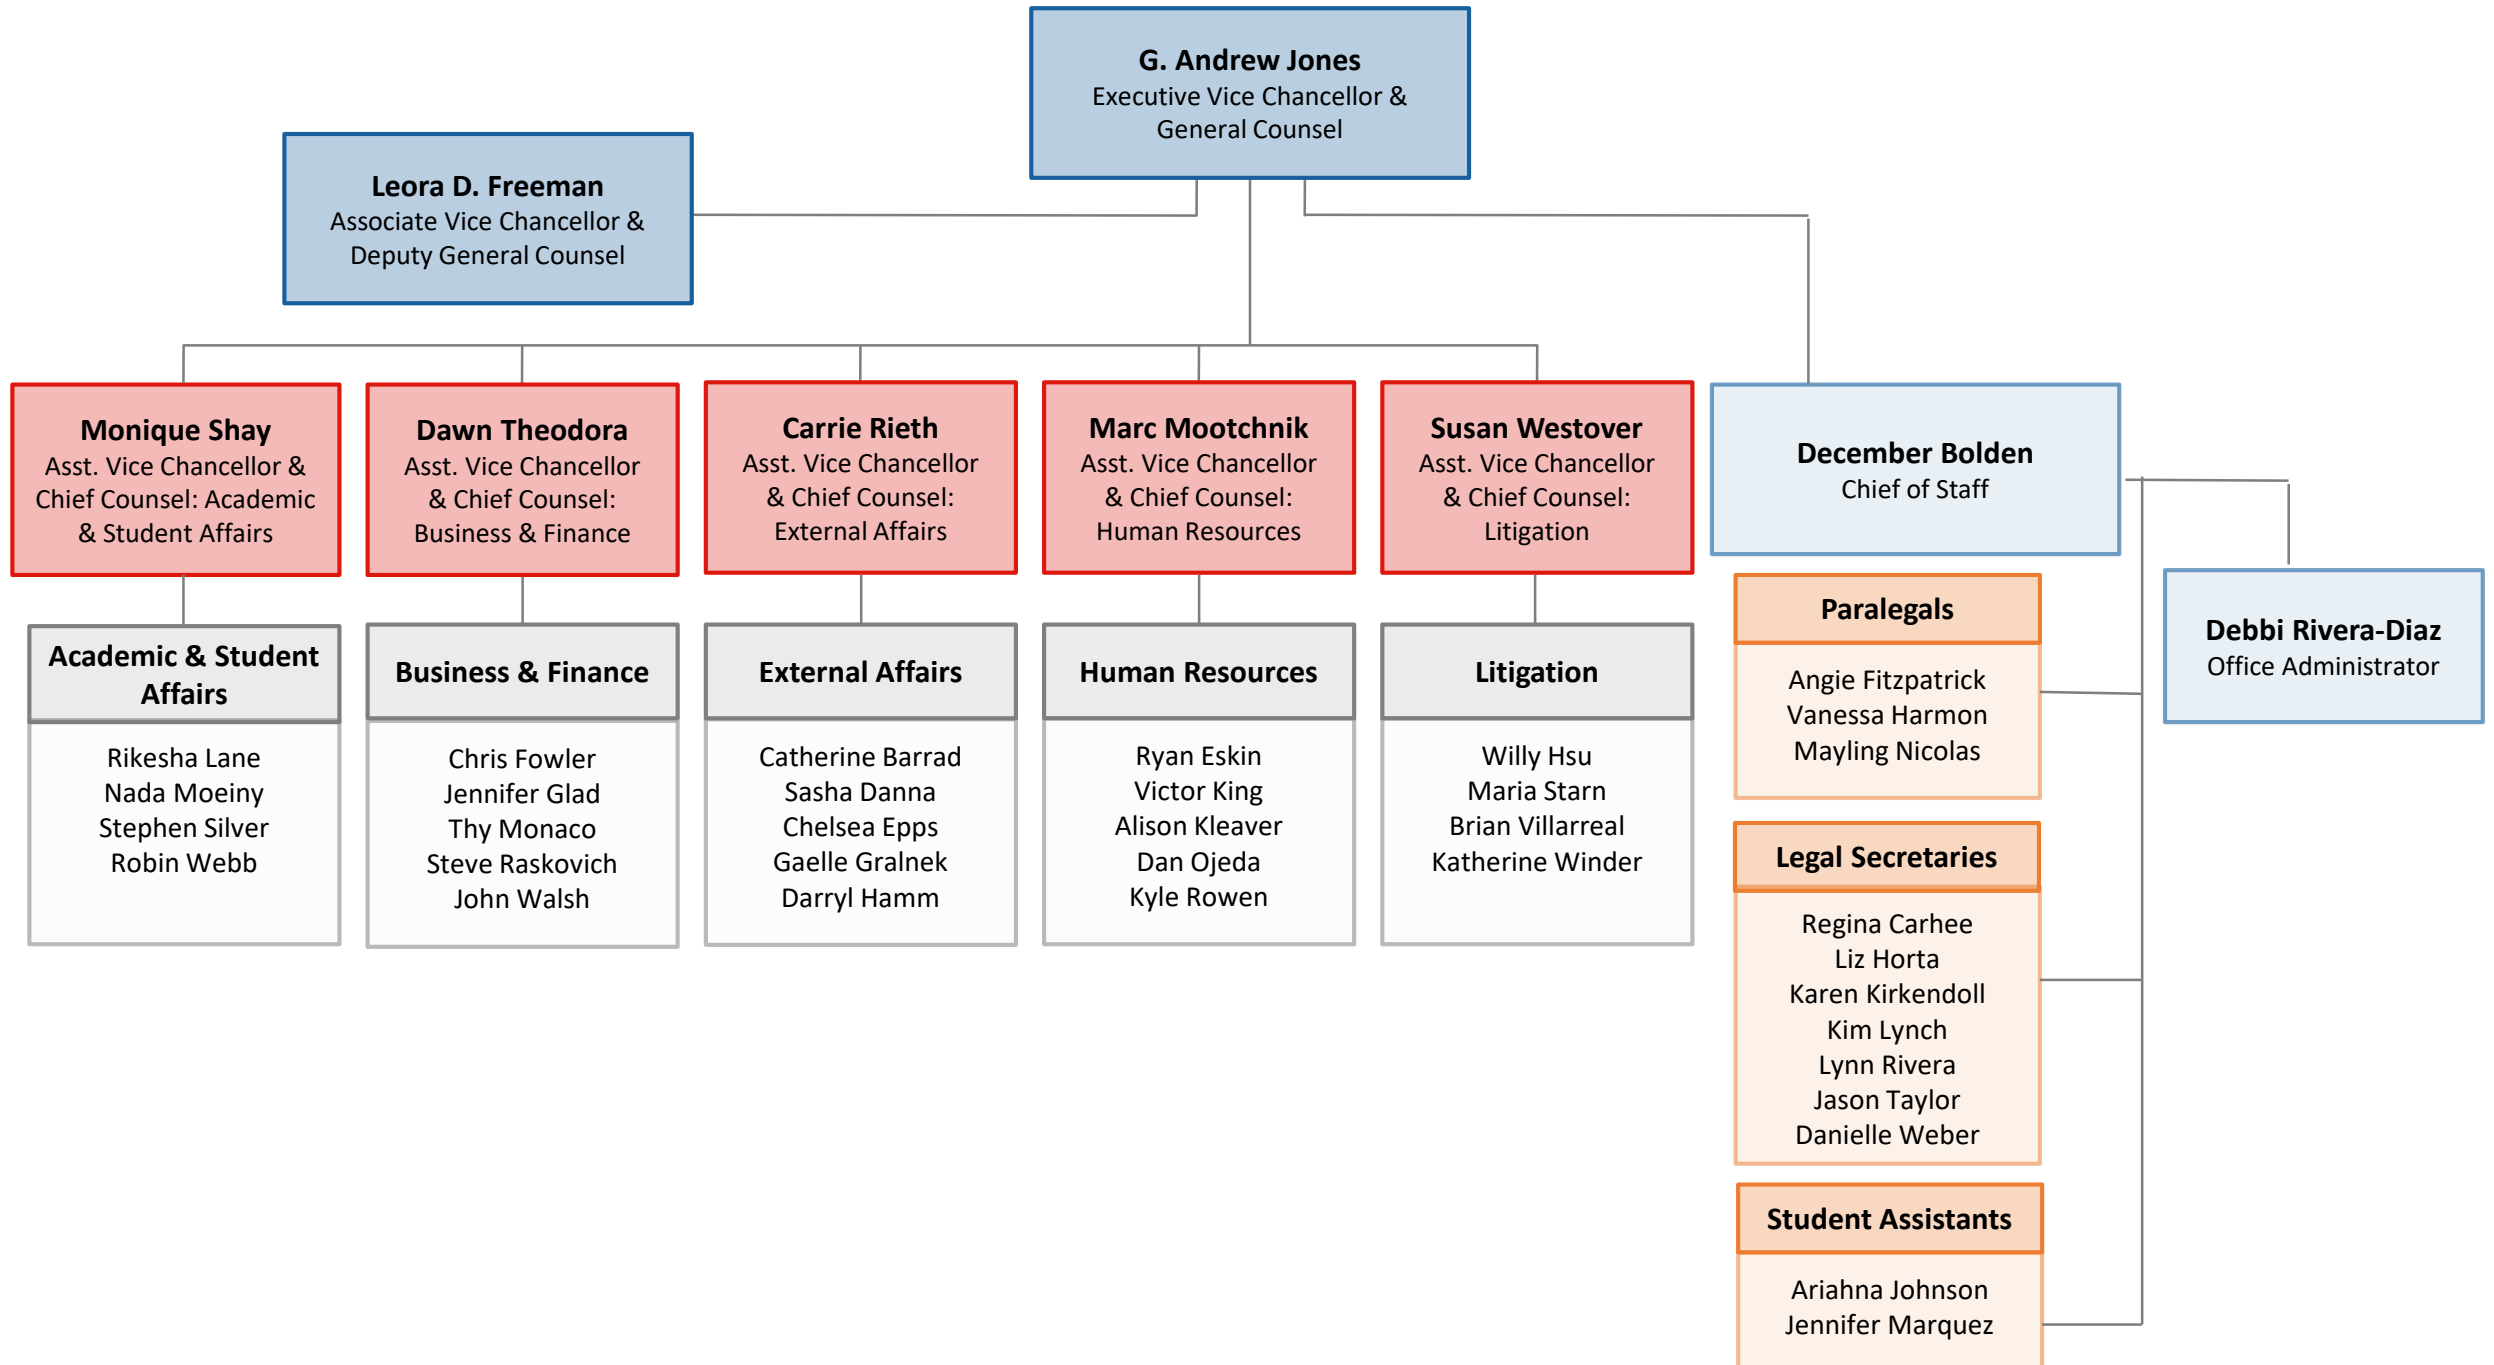 G. Andrew Jones
Executive Vice Chancellor &
General Counsel
Leora D. Freeman
Associate Vice Chancellor &
Deputy General Counsel
Monique Shay
Asst. Vice Chancellor &
Chief Counsel: Academic
& Student Affairs
Dawn Theodora
Asst. Vice Chancellor
& Chief Counsel:
Business & Finance
Carrie Rieth
Asst. Vice Chancellor
& Chief Counsel:
External Affairs
Marc Mootchnik
Asst. Vice Chancellor
& Chief Counsel:
Human Resources
Susan Westover
Asst. Vice Chancellor
& Chief Counsel:
Litigation
December Bolden
Chief of Staff
Debbi Rivera-Diaz
Office Administrator
Academic & Student
Affairs
Rikesha Lane
Nada Moeiny
Stephen Silver
Robin Webb
Business & Finance
Chris Fowler
Jennifer Glad
Thy Monaco
Steve Raskovich
John Walsh
External Affairs
Catherine Barrad
Sasha Danna
Chelsea Epps
Gaelle Gralnek
Darryl Hamm
Human Resources
Ryan Eskin
Victor King
Alison Kleaver
Dan Ojeda
Kyle Rowen
Litigation
Willy Hsu
Maria Starn
Brian Villarreal
Katherine Winder
Paralegals
Angie Fitzpatrick
Vanessa Harmon
Mayling Nicolas
Legal Secretaries
Regina Carhee
Liz Horta
Karen Kirkendoll
Kim Lynch
Lynn Rivera
Jason Taylor
Danielle Weber
Student Assistants
Ariahna Johnson
Jennifer Marquez